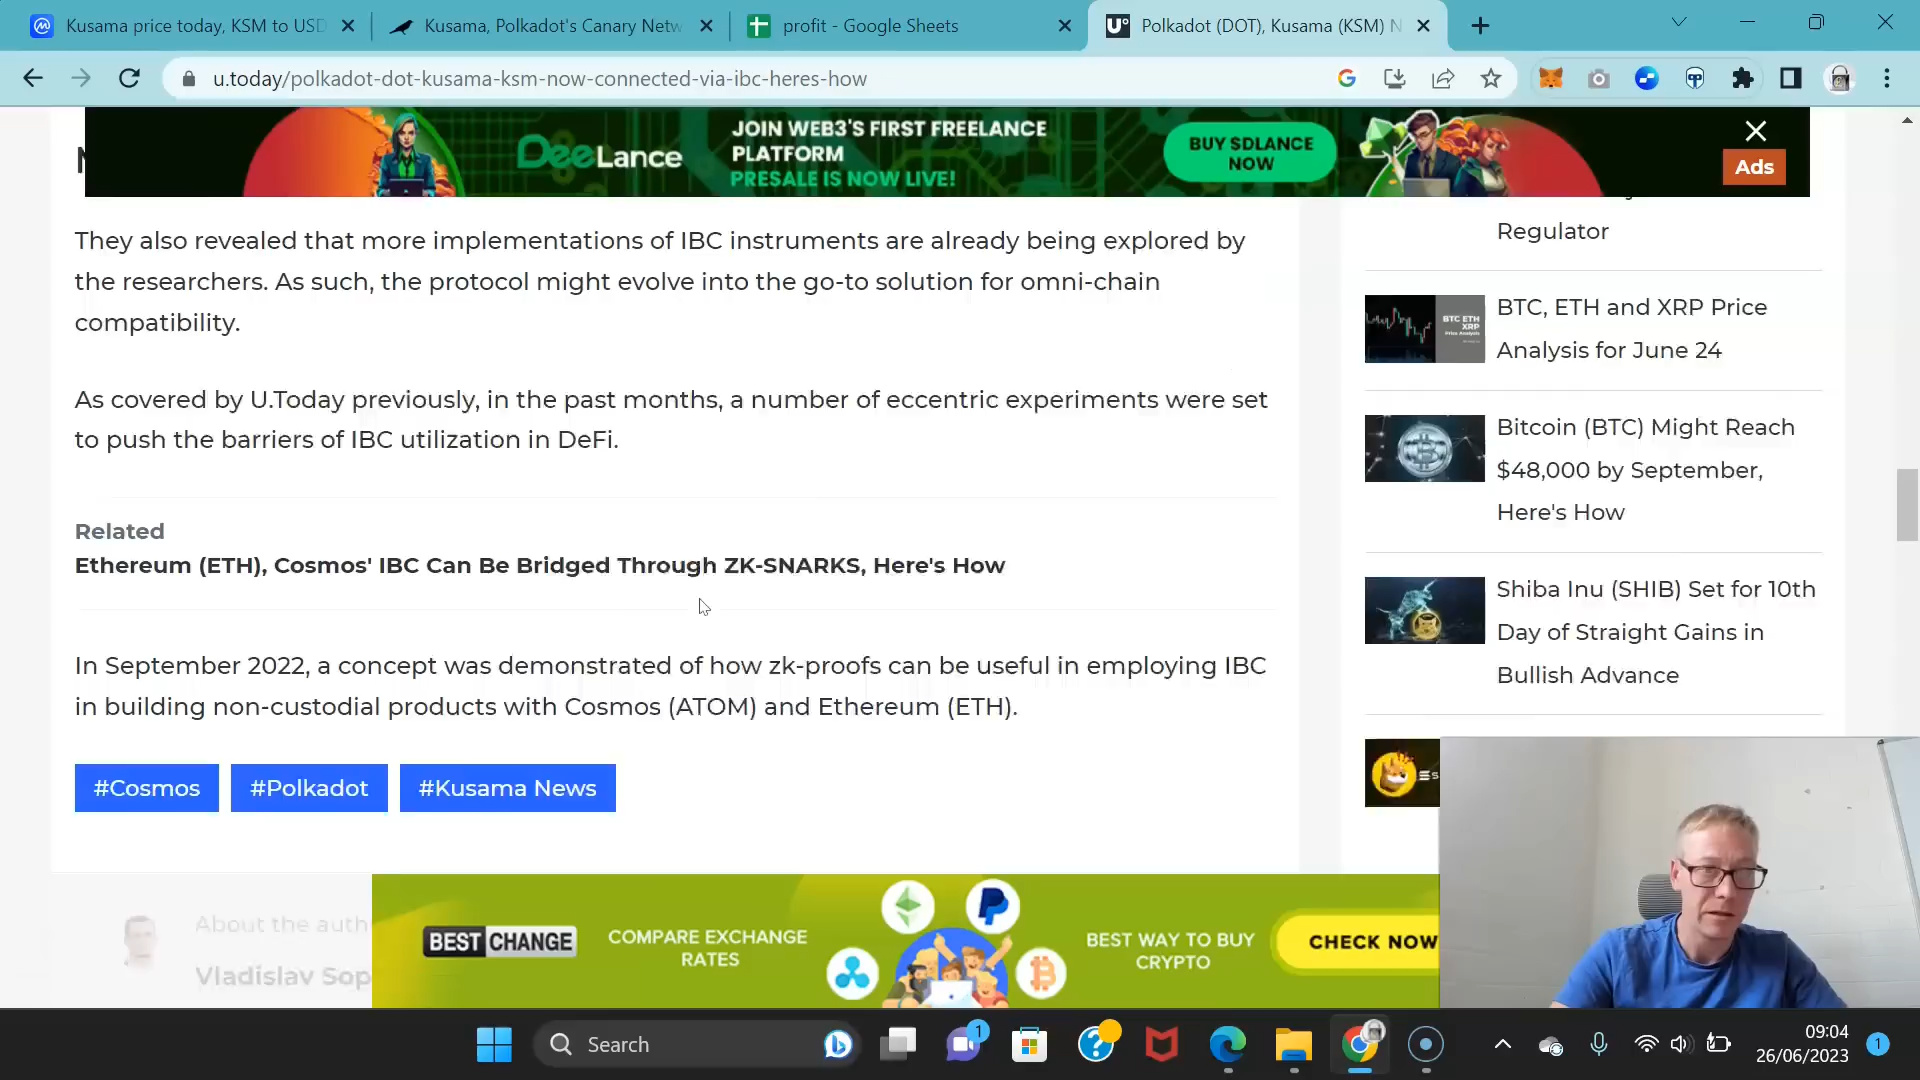 Kusama price today, KSM to USD
Kusama, Polkadot's Canary Netw
profit - Google Sheets
Polkadot (DOT), Kusama (KSM) N
u.today/polkadot-dot-kusama-ksm-now-connected-via-ibc-heres-how
DeeLance
JOIN WEB3'S FIRST FREELANCE
PLATFORM
PRESALE IS NOW LIVE!
BUY $DLANCE
NOW
Ads
They also revealed that more implementations of IBC instruments are already being explored by
the researchers. As such, the protocol might evolve into the go-to solution for omni-chain
compatibility.
As covered by U.Today previously, in the past months, a number of eccentric experiments were set
to push the barriers of IBC utilization in DeFi.
Related
Ethereum (ETH), Cosmos' IBC Can Be Bridged Through ZK-SNARKS, Here's How
In September 2022, a concept was demonstrated of how zk-proofs can be useful in employing IBC
in building non-custodial products with Cosmos (ATOM) and Ethereum (ETH).
#Cosmos
#Polkadot
#Kusama News
Regulator
BTC ETH
XRP
Price Analysis
BTC, ETH and XRP Price
Analysis for June 24
Bitcoin (BTC) Might Reach
$48,000 by September,
Here's How
Shiba Inu (SHIB) Set for 10th
Day of Straight Gains in
Bullish Advance
About the auth
Vladislav Sop
BEST CHANGE
COMPARE EXCHANGE
RATES
BEST WAY TO BUY
CRYPTO
CHECK NOW
Search
1
09:04
26/06/2023
1